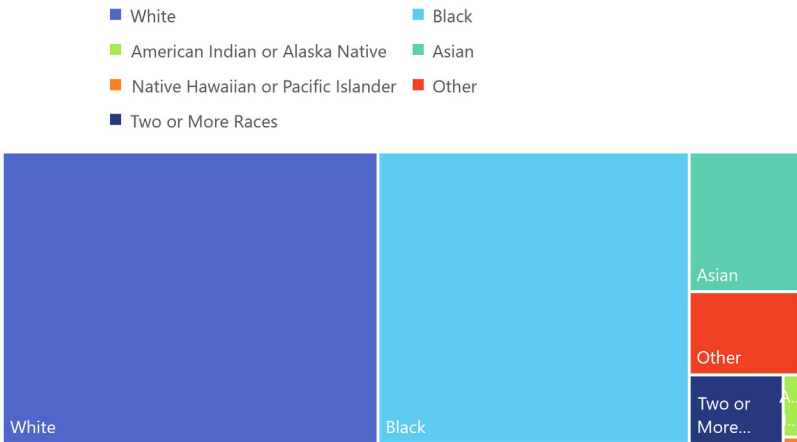 White
Black
American Indian or Alaska Native
Asian
Native Hawaiian or Pacific Islander
Other
Two or More Races
Asian
Other
White
Black
Two or
More...
A...